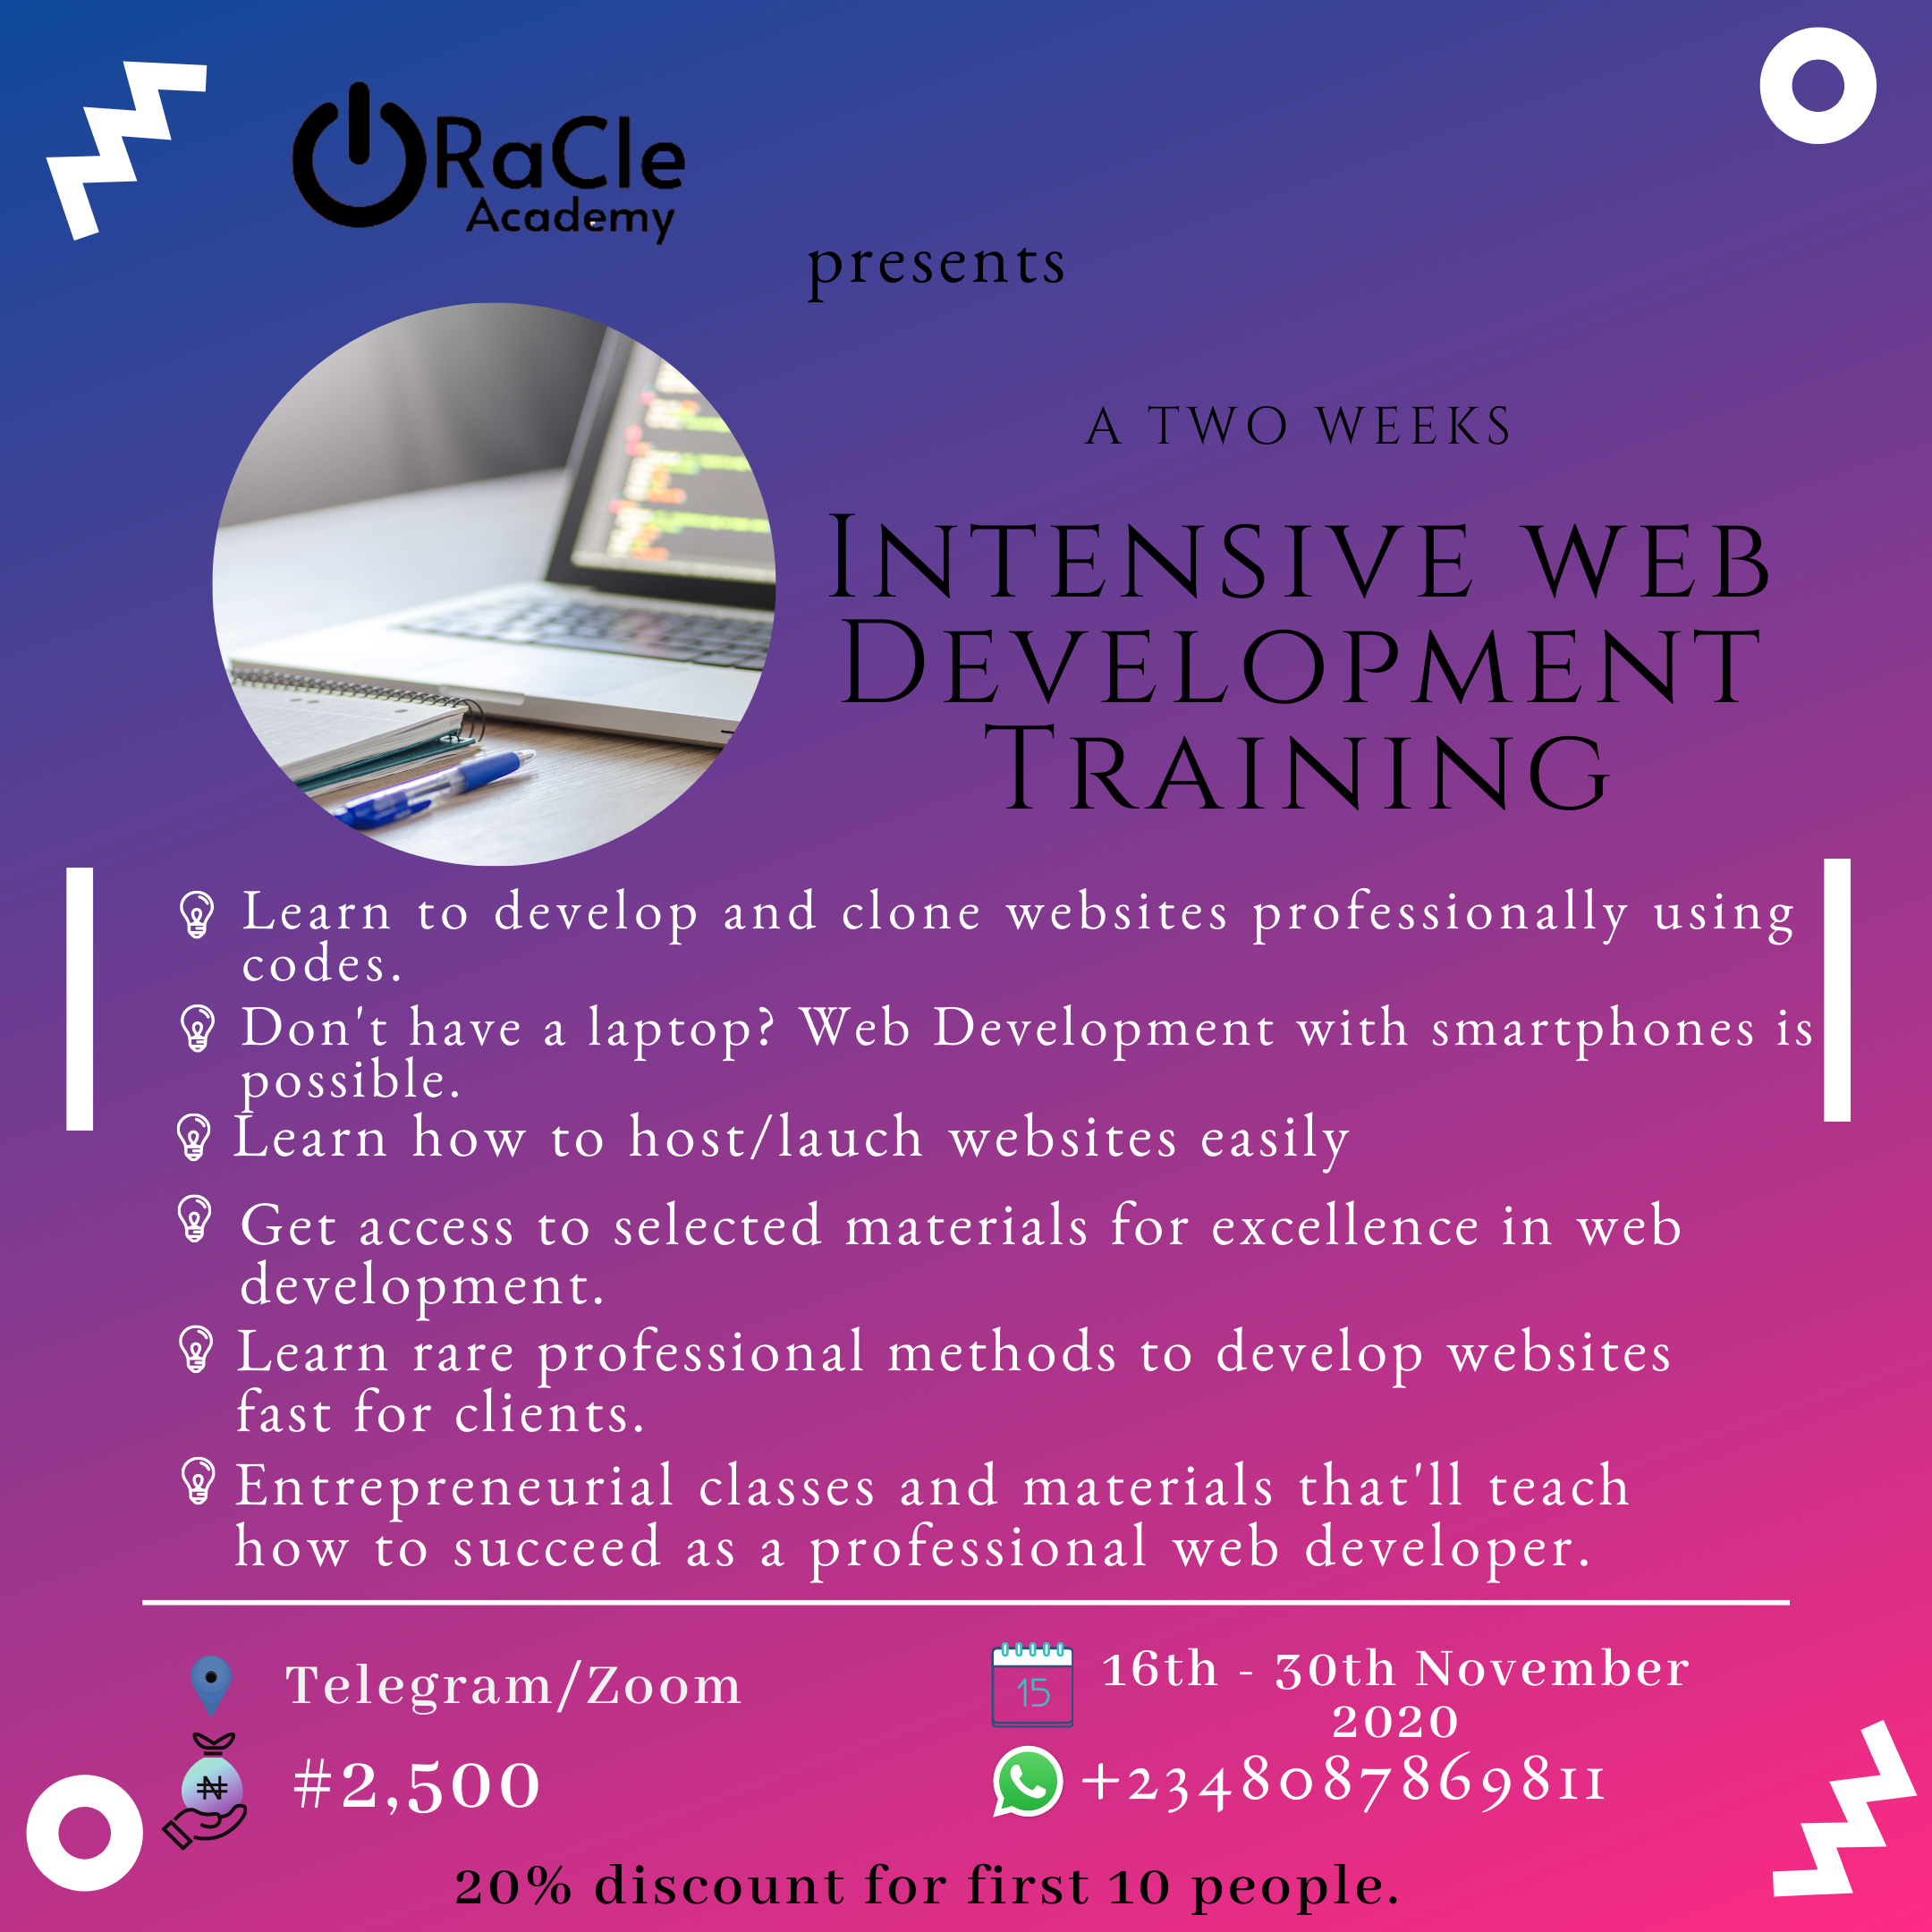 ORaCle
Academy
presents
A TWO WEEKS
INTENSIVE WEB
DEVELOPMENT
TRAINING
Learn to develop and clone websites professionally using
codes.
Don't have a laptop? Web Development with smartphones is
possible.
Learn how to host/lauch websites easily
Get access to selected materials for excellence in web
development.
Learn rare professional methods to develop websites
fast for clients.
Entrepreneurial classes and materials that'll teach
how to succeed as a professional web developer.
Telegram/Zoom
15
16th - 30th November
2020
₦
#2,500
+2348087869811
20% discount for first 10 people.